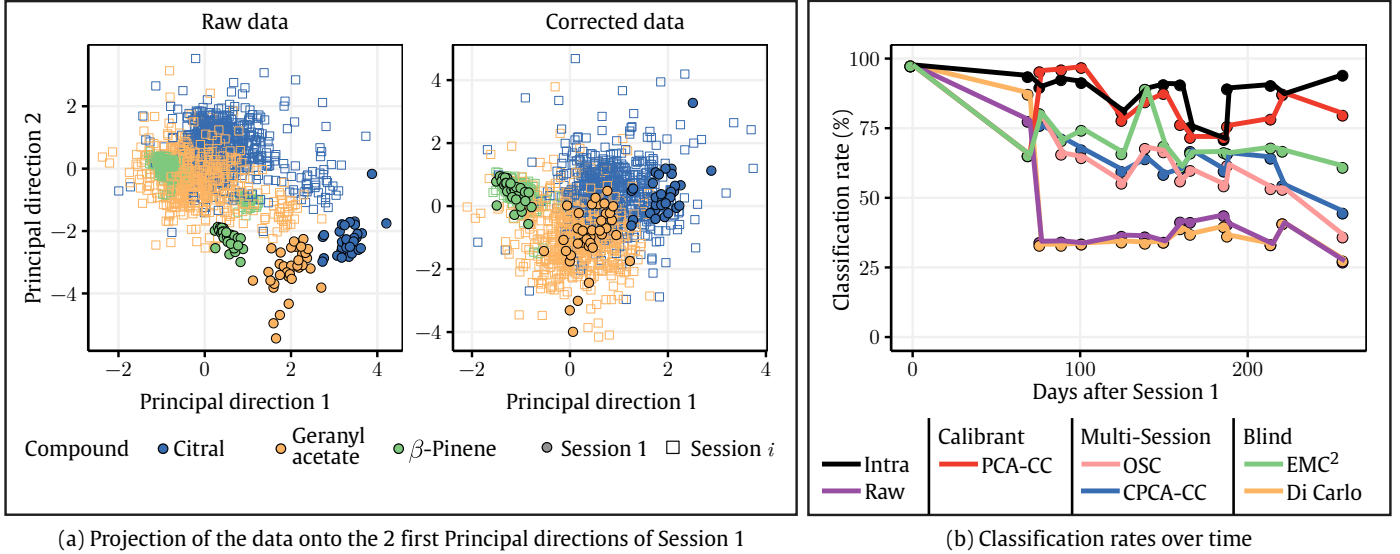 Raw data
Corrected data
Principal direction 2
2
0
−2
−4
−2
0
2
4
Principal direction 1
4
2
0
−2
−4
−2
0
2
4
Principal direction 1
Compound
Citral
Geranyl
acetate
β-Pinene
Session 1
Session i
(a) Projection of the data onto the 2 first Principal directions of Session 1
Classification rate (%)
100
75
50
25
0
0
100
200
Days after Session 1
Calibrant
Multi-Session
Blind
Intra
PCA-CC
OSC
EMC²
Raw
CPCA-CC
Di Carlo
(b) Classification rates over time